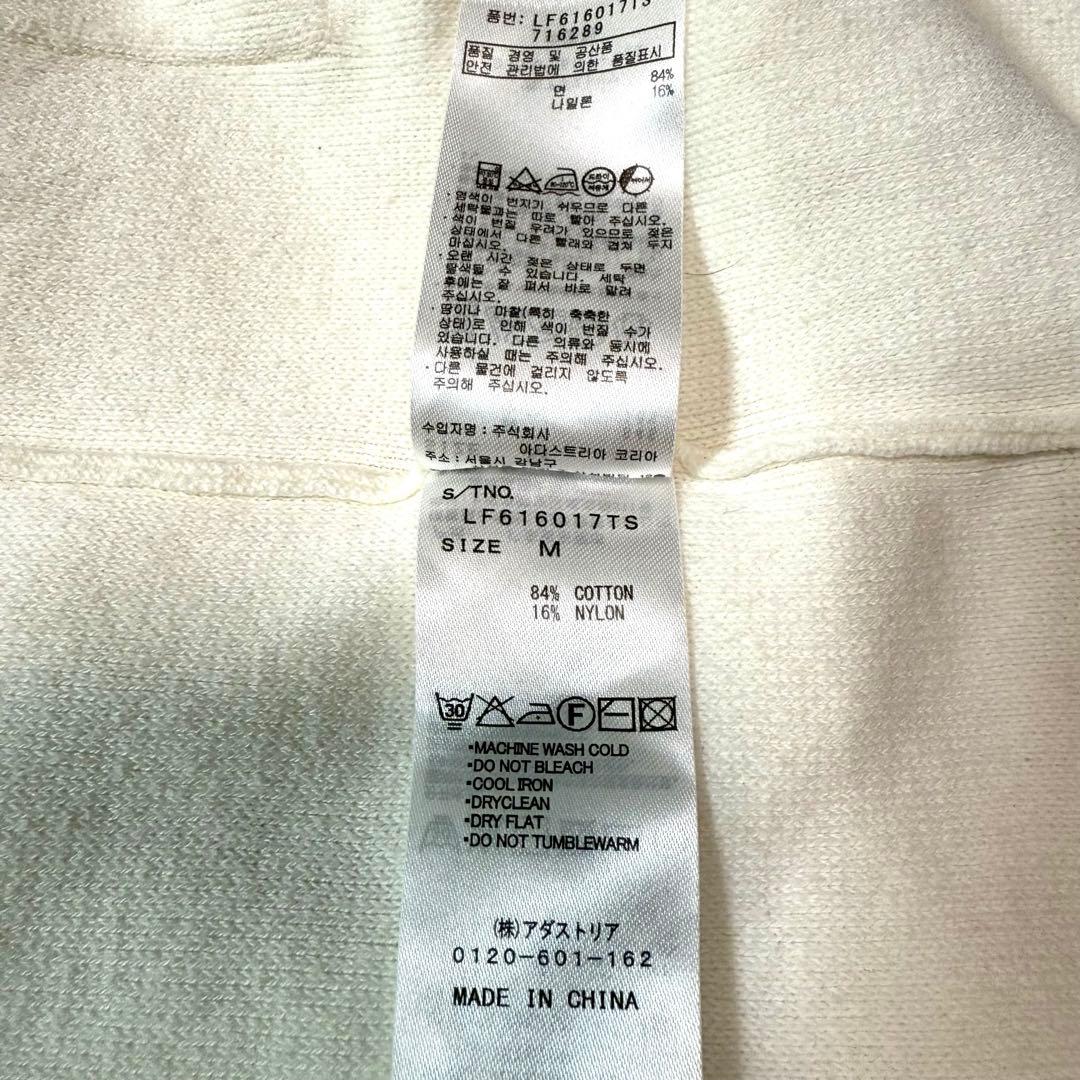 품번: LF616017TS
716289
품질 경영 및 공산품
안전 관리법에 의한 품질표시
84%
면
16%
나일론
·염색이 번지기 쉬우므로 다른
세탁물과는 따로 빨아 주십시오.
·색이 번질 우려가 있으므로 젖은
상태에서 다른 빨래와 겹쳐 두지
마십시오.
·오랜 시간 젖은 상태로 두면
탈색될 수 있습니다. 세탁
후에는 잘 펴서 바로 말려
주십시오.
·땀이나 마찰(특히 축축한
상태)로 인해 색이 번질 수가
있습니다. 다른 의류와 동시에
사용하실 때는 주의해 주십시오.
·다른 물건에 걸리지 않도록
주의해 주십시오.
수입자명 : 주식회사
아다스트리아 코리아
주소 : 서울시 강남구
S/TNO.
LF616017TS
SIZE M
84% COTTON
16% NYLON
30 F
•MACHINE WASH COLD
•DO NOT BLEACH
•COOL IRON
•DRYCLEAN
•DRY FLAT
•DO NOT TUMBLEWARM
(株)アダストリア
0120-601-162
MADE IN CHINA